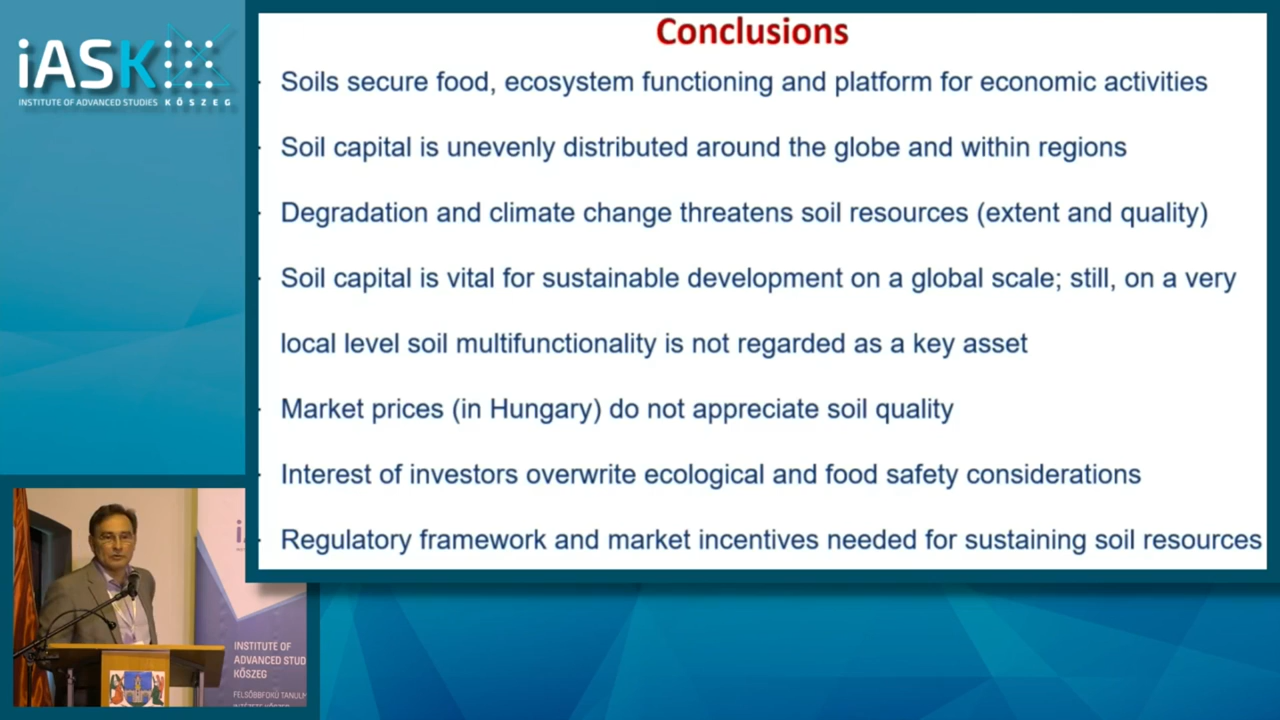 iASK
INSTITUTE OF ADVANCED STUDIES KŐSZEG
Conclusions
Soils secure food, ecosystem functioning and platform for economic activities
Soil capital is unevenly distributed around the globe and within regions
Degradation and climate change threatens soil resources (extent and quality)
Soil capital is vital for sustainable development on a global scale; still, on a very
local level soil multifunctionality is not regarded as a key asset
Market prices (in Hungary) do not appreciate soil quality
Interest of investors overwrite ecological and food safety considerations
Regulatory framework and market incentives needed for sustaining soil resources
INSTITUTE OF
ADVANCED STUD
KŐSZEG
FELSŐBBFOKÚ TANULM